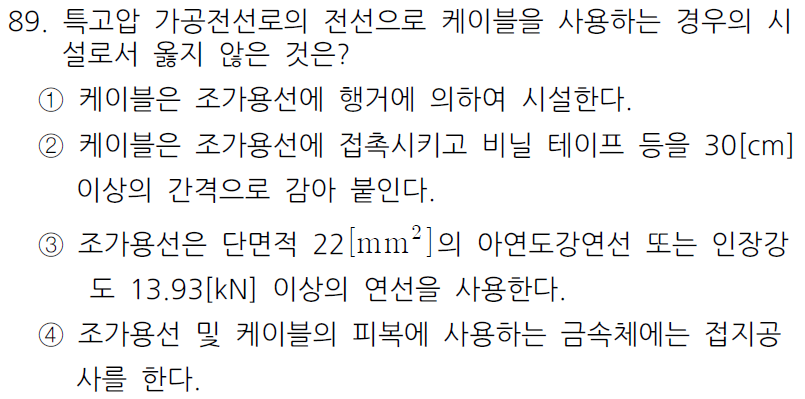 89. 특고압 가공전선로의 전선으로 케이블을 사용하는 경우의 시
설로서 옳지 않은 것은?
① 케이블은 조가용선에 행거에 의하여 시설한다.
② 케이블은 조가용선에 접촉시키고 비닐 테이프 등을 30[cm]
이상의 간격으로 감아 붙인다.
③ 조가용선은 단면적 22[mm²]의 아연도강연선 또는 인장강
도 13.93[kN] 이상의 연선을 사용한다.
④ 조가용선 및 케이블의 피복에 사용하는 금속체에는 접지공
사를 한다.